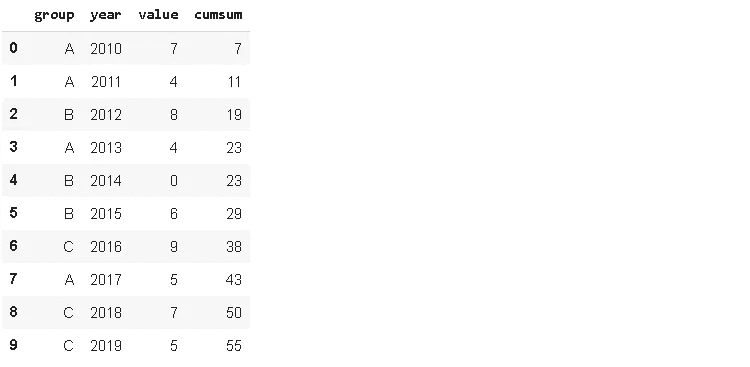 group year value cumsum
0 A 2010 7 7
1 A 2011 4 11
2 B 2012 8 19
3 A 2013 4 23
4 B 2014 0 23
5 B 2015 6 29
6 C 2016 9 38
7 A 2017 5 43
8 C 2018 7 50
9 C 2019 5 55